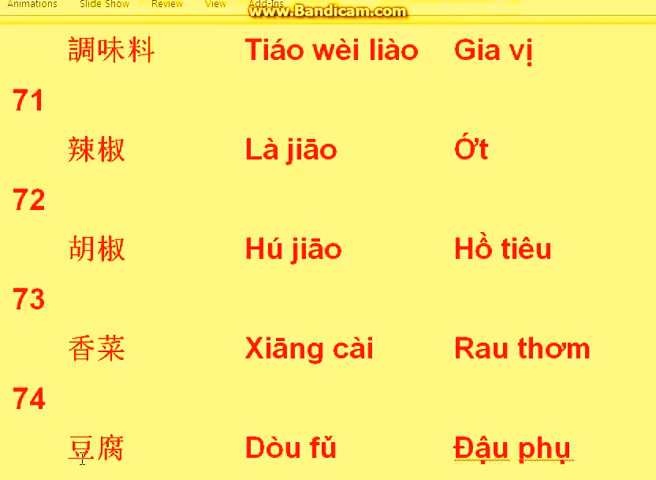 Animations Slide Show Review View Add-Ins
www.Bandicam.com
調味料 Tiáo wèi liào Gia vị
71
辣椒 Là jiāo Ớt
72
胡椒 Hú jiāo Hồ tiêu
73
香菜 Xiāng cài Rau thơm
74
豆腐 Dòu fǔ Đậu phụ